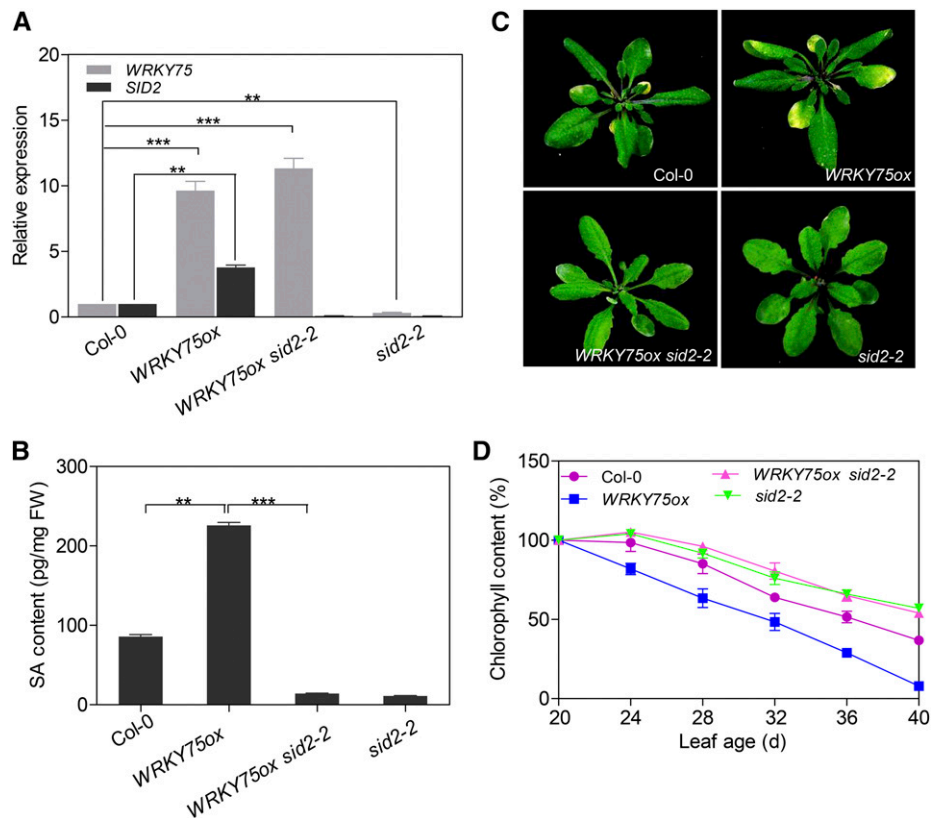 A
Relative expression
20
15
10
5
0
WRKY75
SID2
**
***
***
**
Col-0
WRKY75ox
WRKY75ox sid2-2
sid2-2
B
SA content (pg/mg FW)
300
200
100
0
**
***
Col-0
WRKY75ox
WRKY75ox sid2-2
sid2-2
C
Col-0
WRKY75ox
WRKY75ox sid2-2
sid2-2
D
Chlorophyll content (%)
150
100
50
0
Col-0
WRKY75ox
WRKY75ox sid2-2
sid2-2
20 24 28 32 36 40
Leaf age (d)